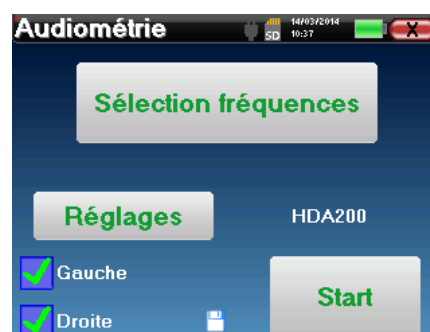 Audiométrie
SD
14/03/2014
10:37
X
Sélection fréquences
Réglages
HDA200
Gauche
Droite
Start